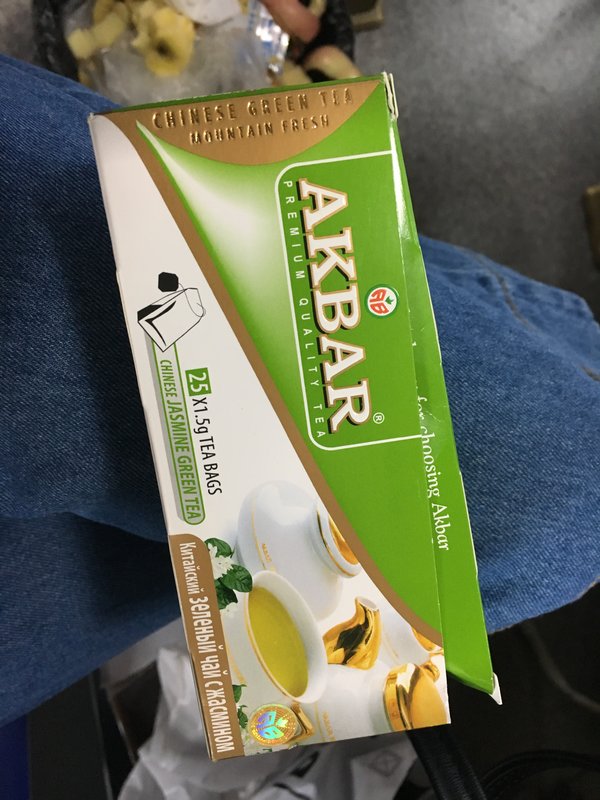 CHINESE GREEN TEA
MOUNTAIN FRESH
AKBAR®
PREMIUM QUALITY TEA
for choosing Akbar
25 X1.5g TEA BAGS
CHINESE JASMINE GREEN TEA
Китайский зеленый чай с жасмином